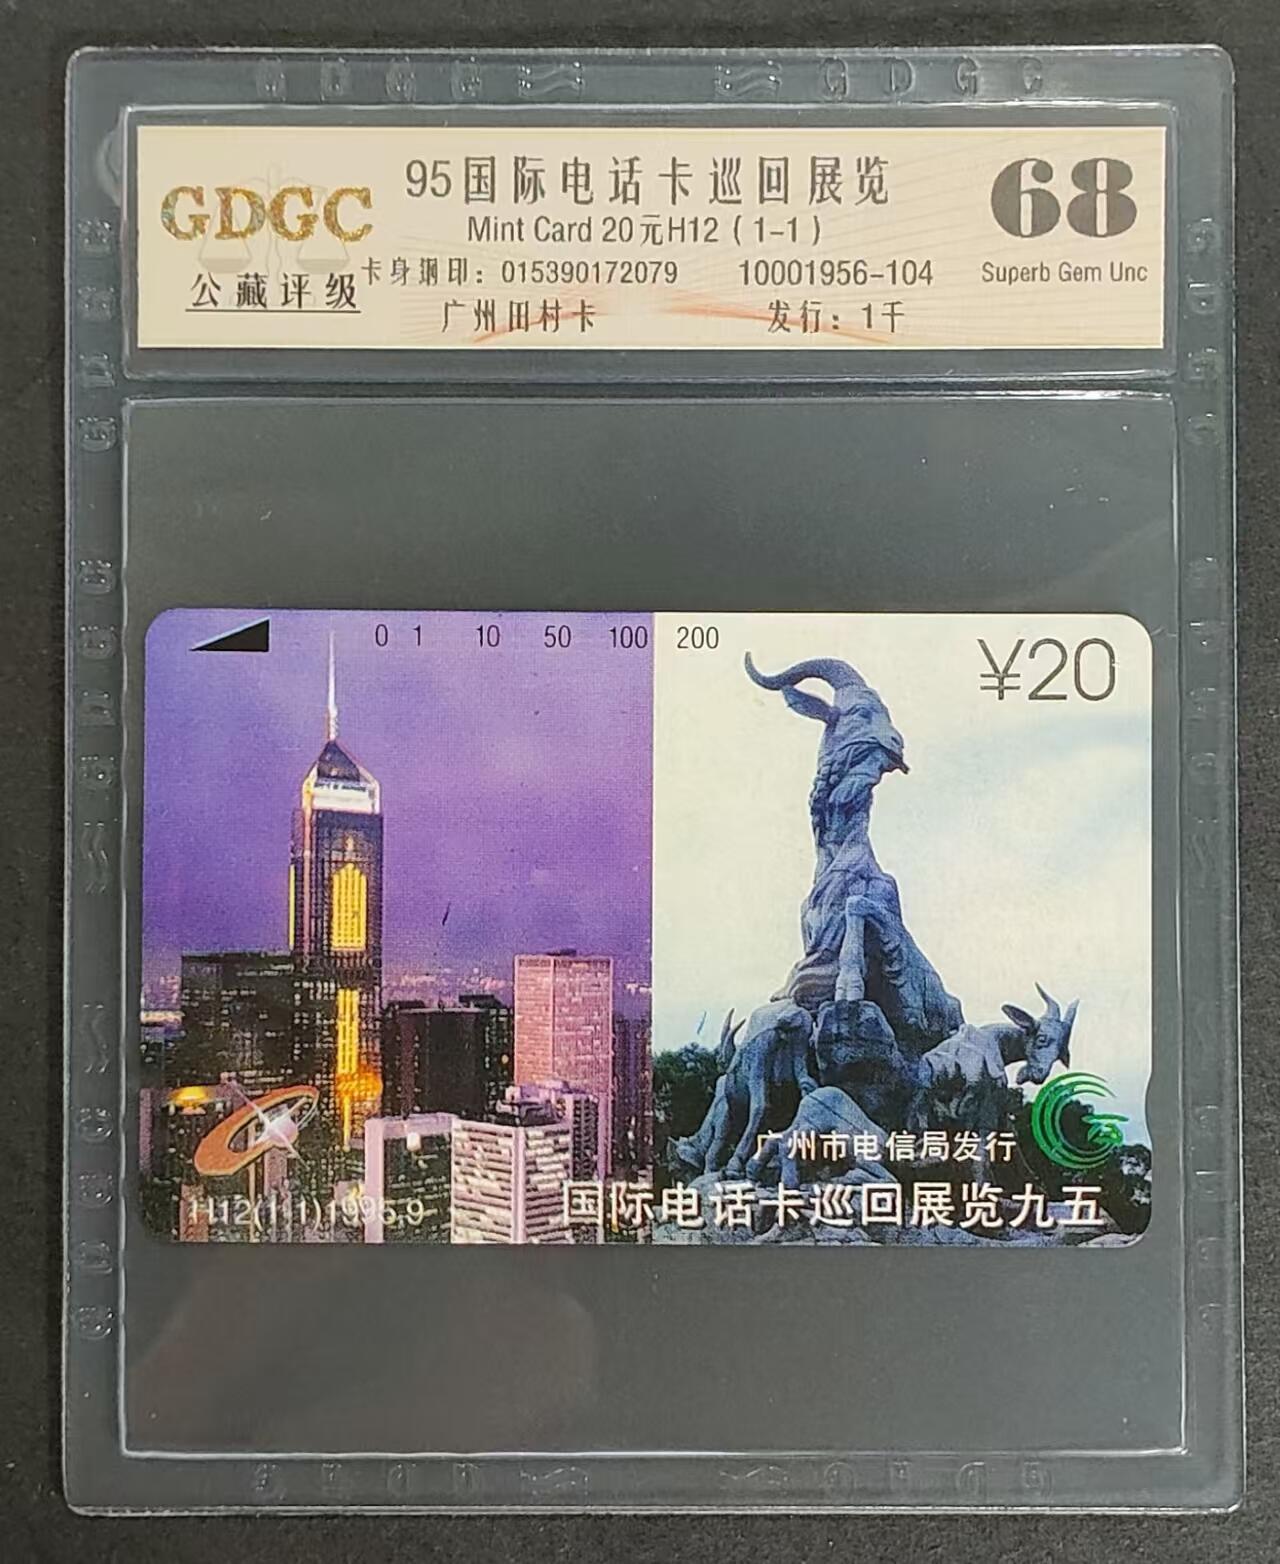 95国际电话卡巡回展览
GDGC
公藏评级
Mint Card 20元H12（1-1）
卡身钢印：015390172079
10001956-104
广州田村卡
发行：1千
68
Superb Gem Unc
0 1 10 50 100 200
¥20
广州市电信局发行
H12(1-1)1995.9
国际电话卡巡回展览九五